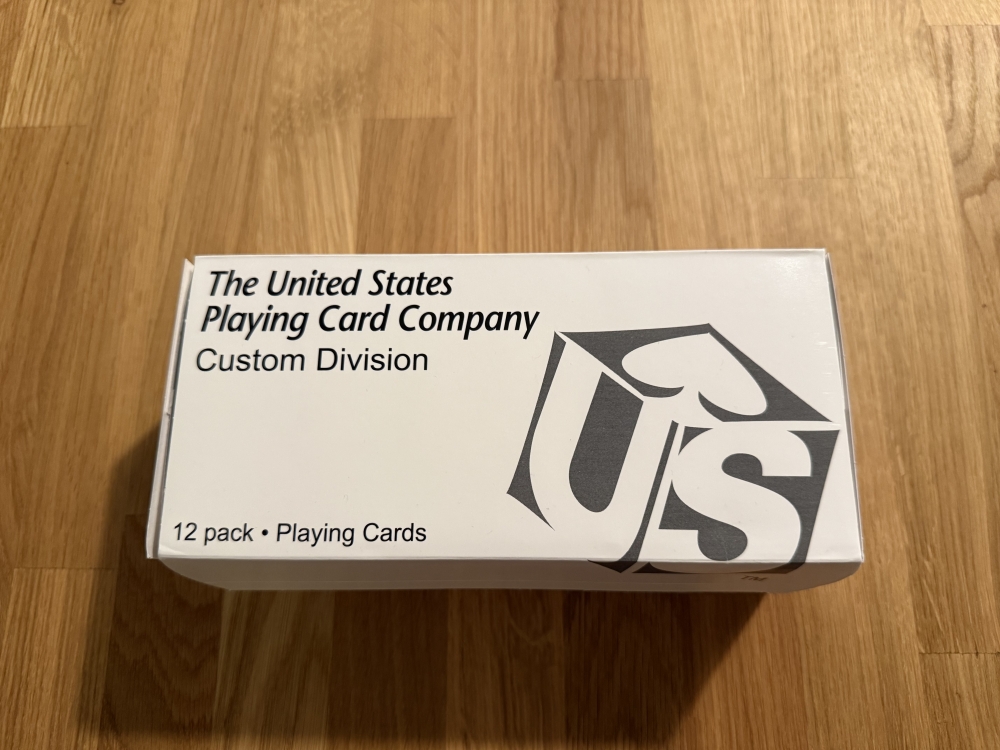 The United States
Playing Card Company
Custom Division
US
12 pack • Playing Cards
TM